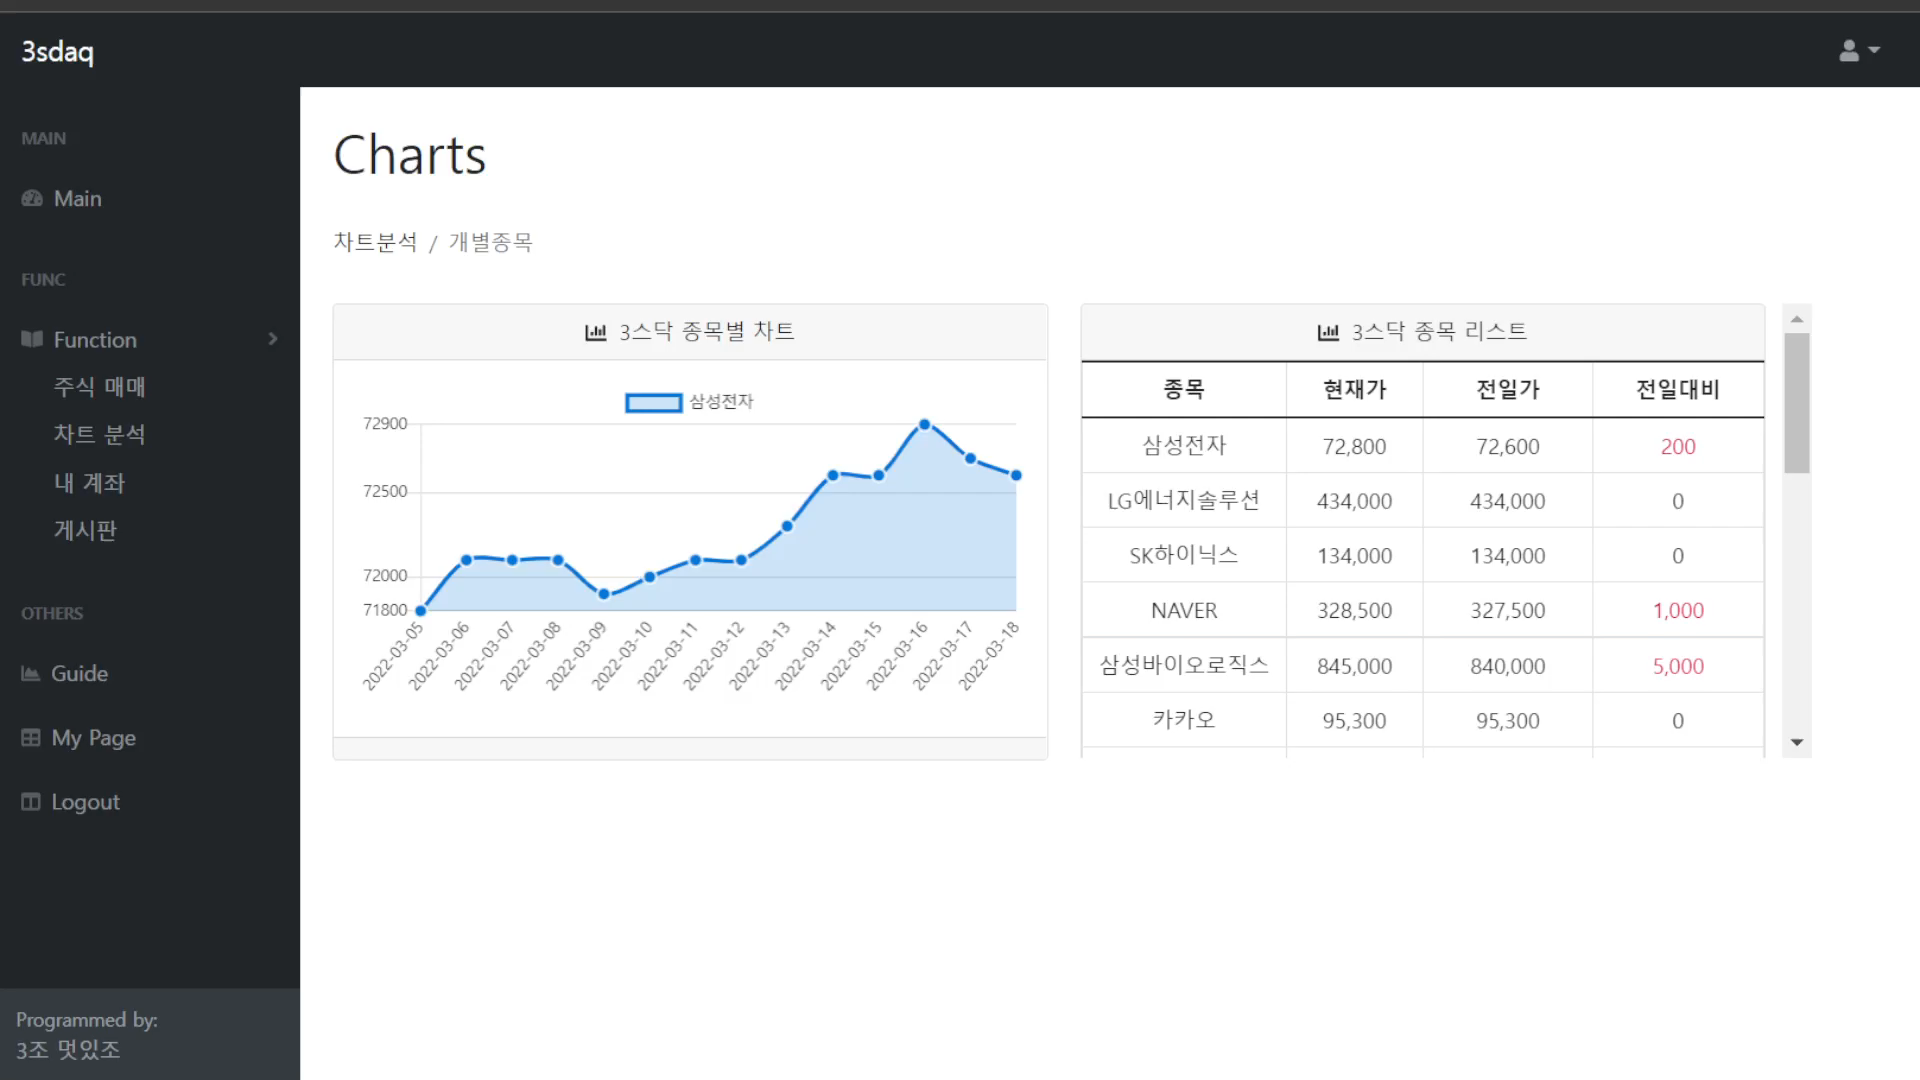 3sdaq
MAIN
Main
FUNC
Function
주식 매매
차트 분석
내 계좌
게시판
OTHERS
Guide
My Page
Logout
Programmed by:
3조 멋있조
Charts
차트분석 / 개별종목
3스닥 종목별 차트
삼성전자
72900
72500
72000
71800
2022-03-05
2022-03-06
2022-03-07
2022-03-08
2022-03-09
2022-03-10
2022-03-11
2022-03-12
2022-03-13
2022-03-14
2022-03-15
2022-03-16
2022-03-17
2022-03-18
3스닥 종목 리스트
종목 현재가 전일가 전일대비
삼성전자 72,800 72,600 200
LG에너지솔루션 434,000 434,000 0
SK하이닉스 134,000 134,000 0
NAVER 328,500 327,500 1,000
삼성바이오로직스 845,000 840,000 5,000
카카오 95,300 95,300 0